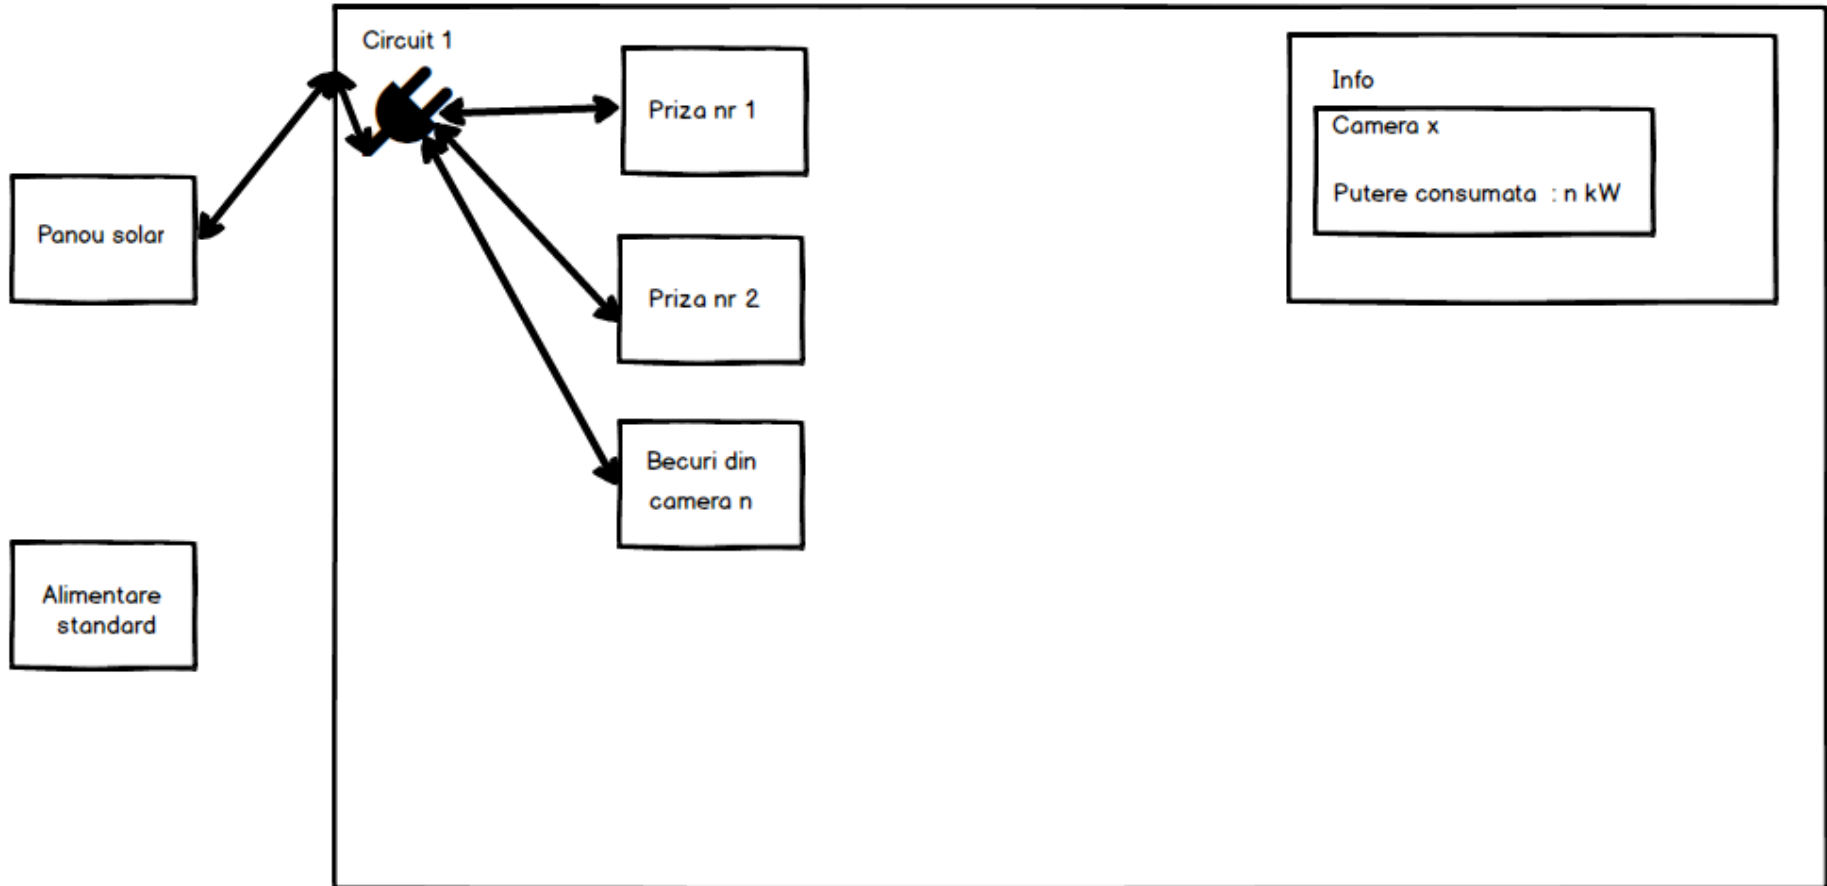 Circuit 1
Priza nr 1
Info
Camera x
Putere consumata : n kW
Panou solar
Priza nr 2
Becuri din
camera n
Alimentare
standard